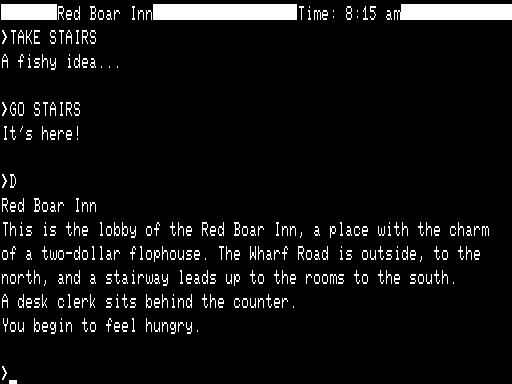 Red Boar Inn Time: 8:15 am
>TAKE STAIRS
A fishy idea...
>GO STAIRS
It's here!
>D
Red Boar Inn
This is the lobby of the Red Boar Inn, a place with the charm
of a two-dollar flophouse. The Wharf Road is outside, to the
north, and a stairway leads up to the rooms to the south.
A desk clerk sits behind the counter.
You begin to feel hungry.
>